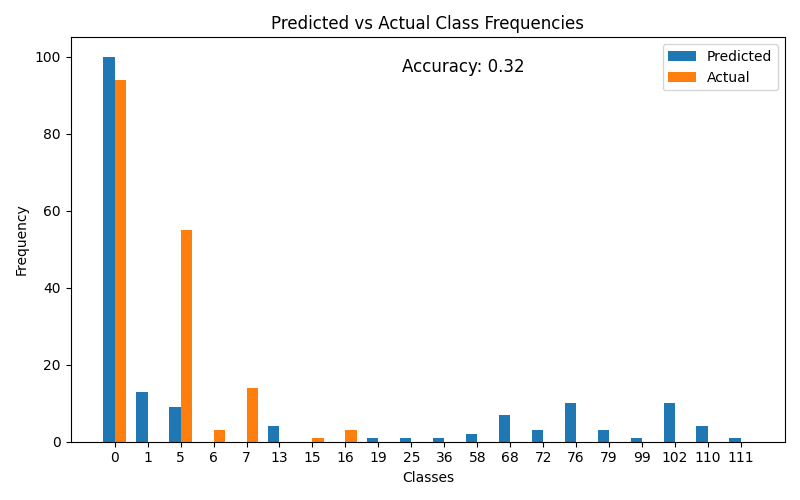 Predicted vs Actual Class Frequencies
Accuracy: 0.32
Predicted
Actual
Frequency
100
80
60
40
20
0
0 1 5 6 7 13 15 16 19 25 36 58 68 72 76 79 99 102 110 111
Classes